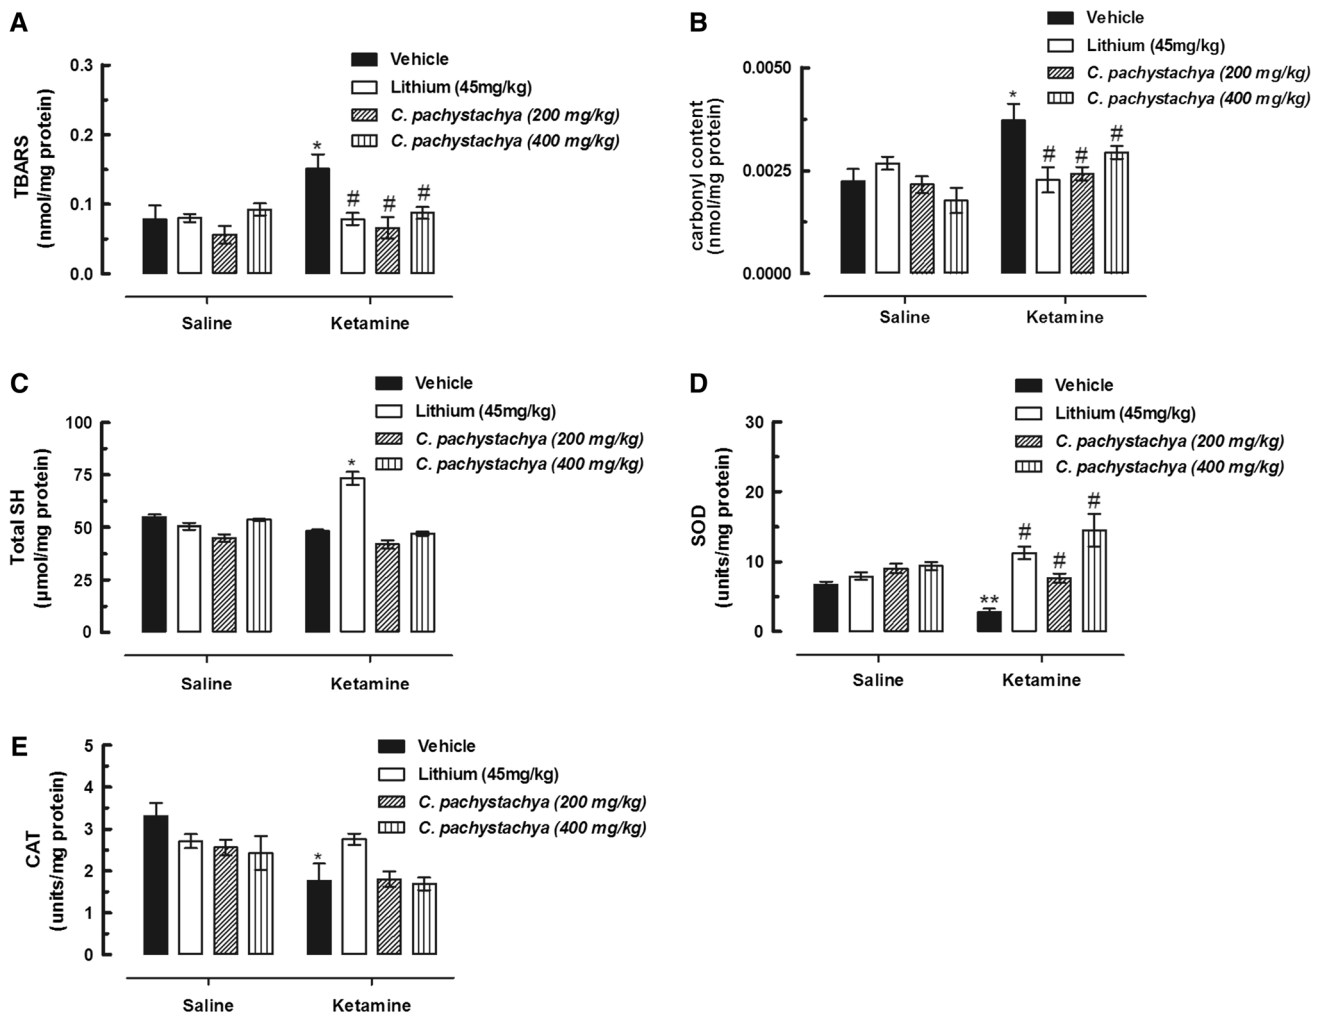 A
Vehicle
Lithium (45mg/kg)
C. pachystachya (200 mg/kg)
C. pachystachya (400 mg/kg)
TBARS
(nmol/mg protein)
0.3
0.2
0.1
0.0
*
#
#
#
Saline
Ketamine
B
Vehicle
Lithium (45mg/kg)
C. pachystachya (200 mg/kg)
C. pachystachya (400 mg/kg)
carbonyl content
(nmol/mg protein)
0.0050
0.0025
0.0000
*
#
#
#
Saline
Ketamine
C
Vehicle
Lithium (45mg/kg)
C. pachystachya (200 mg/kg)
C. pachystachya (400 mg/kg)
Total SH
(μmol/mg protein)
100
75
50
25
0
*
Saline
Ketamine
D
Vehicle
Lithium (45mg/kg)
C. pachystachya (200 mg/kg)
C. pachystachya (400 mg/kg)
SOD
(units/mg protein)
30
20
10
0
**
#
#
#
Saline
Ketamine
E
Vehicle
Lithium (45mg/kg)
C. pachystachya (200 mg/kg)
C. pachystachya (400 mg/kg)
CAT
(units/mg protein)
5
4
3
2
1
0
*
Saline
Ketamine